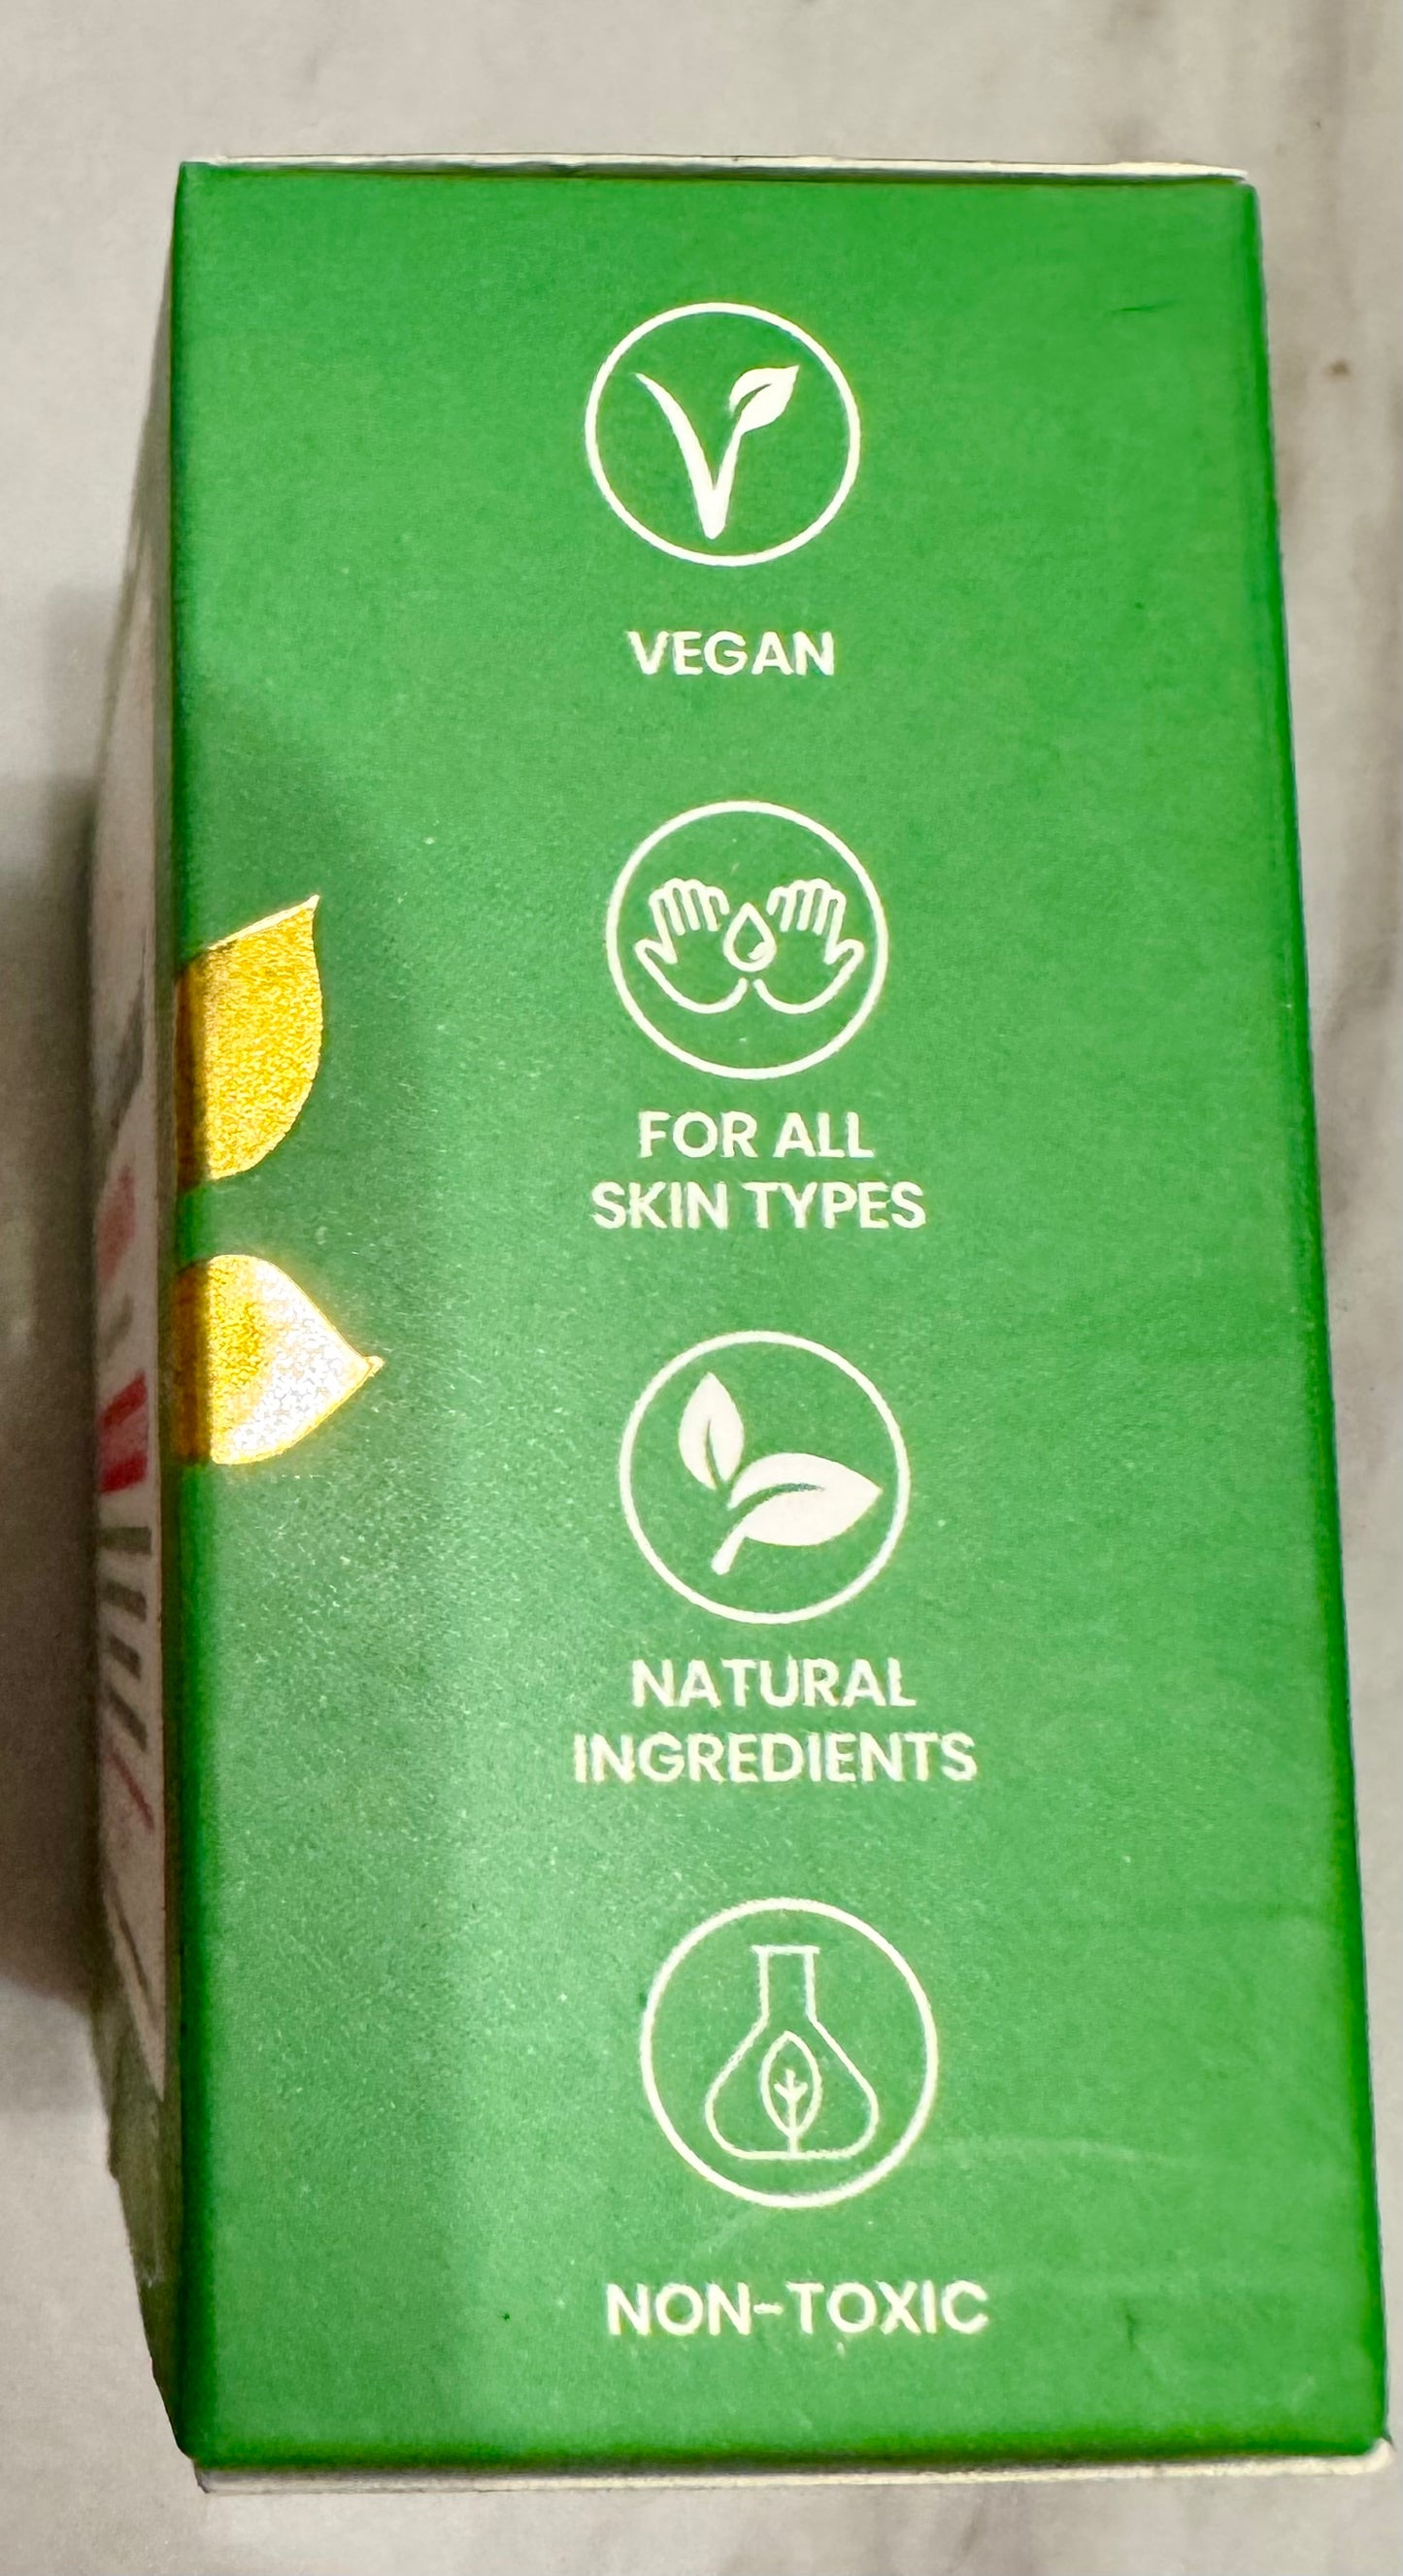 VEGAN
FOR ALL
SKIN TYPES
NATURAL
INGREDIENTS
NON-TOXIC